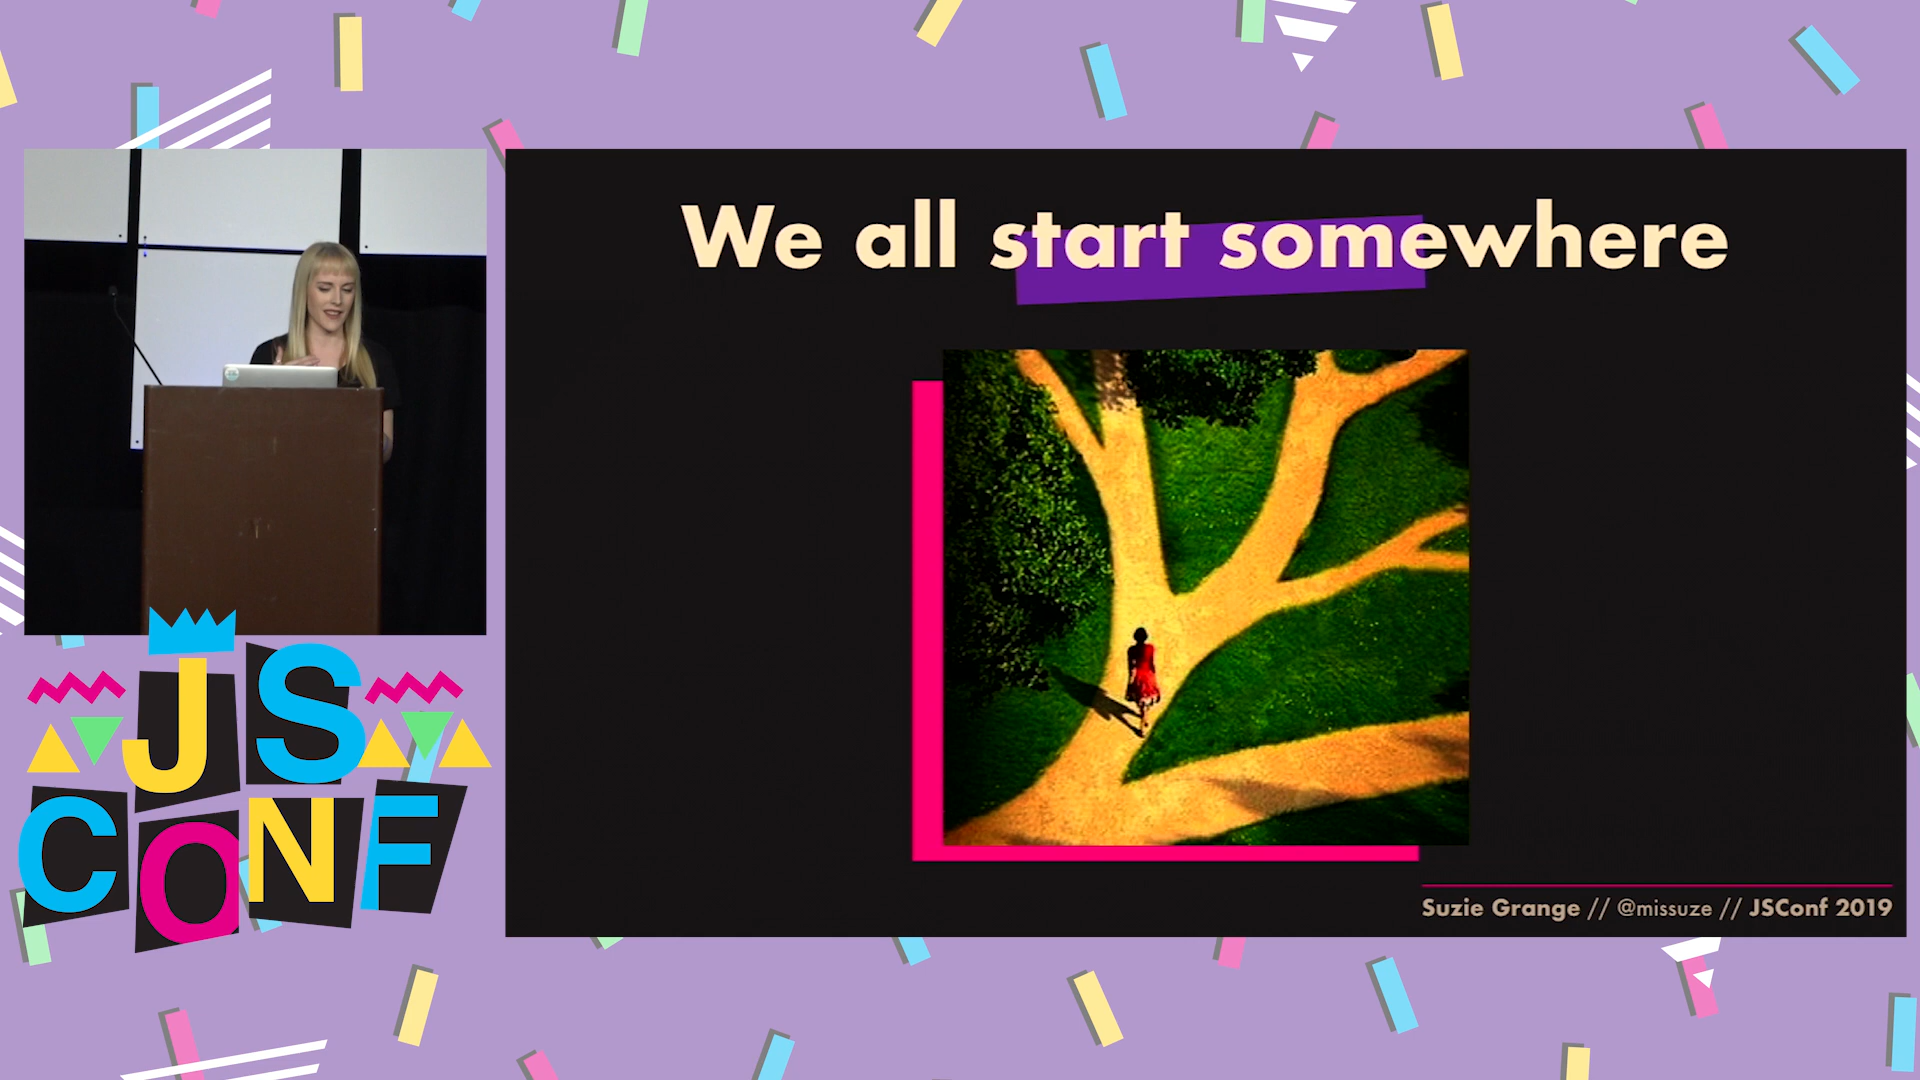 We all start somewhere
JS
CONF
Suzie Grange // @missuze // JSConf 2019